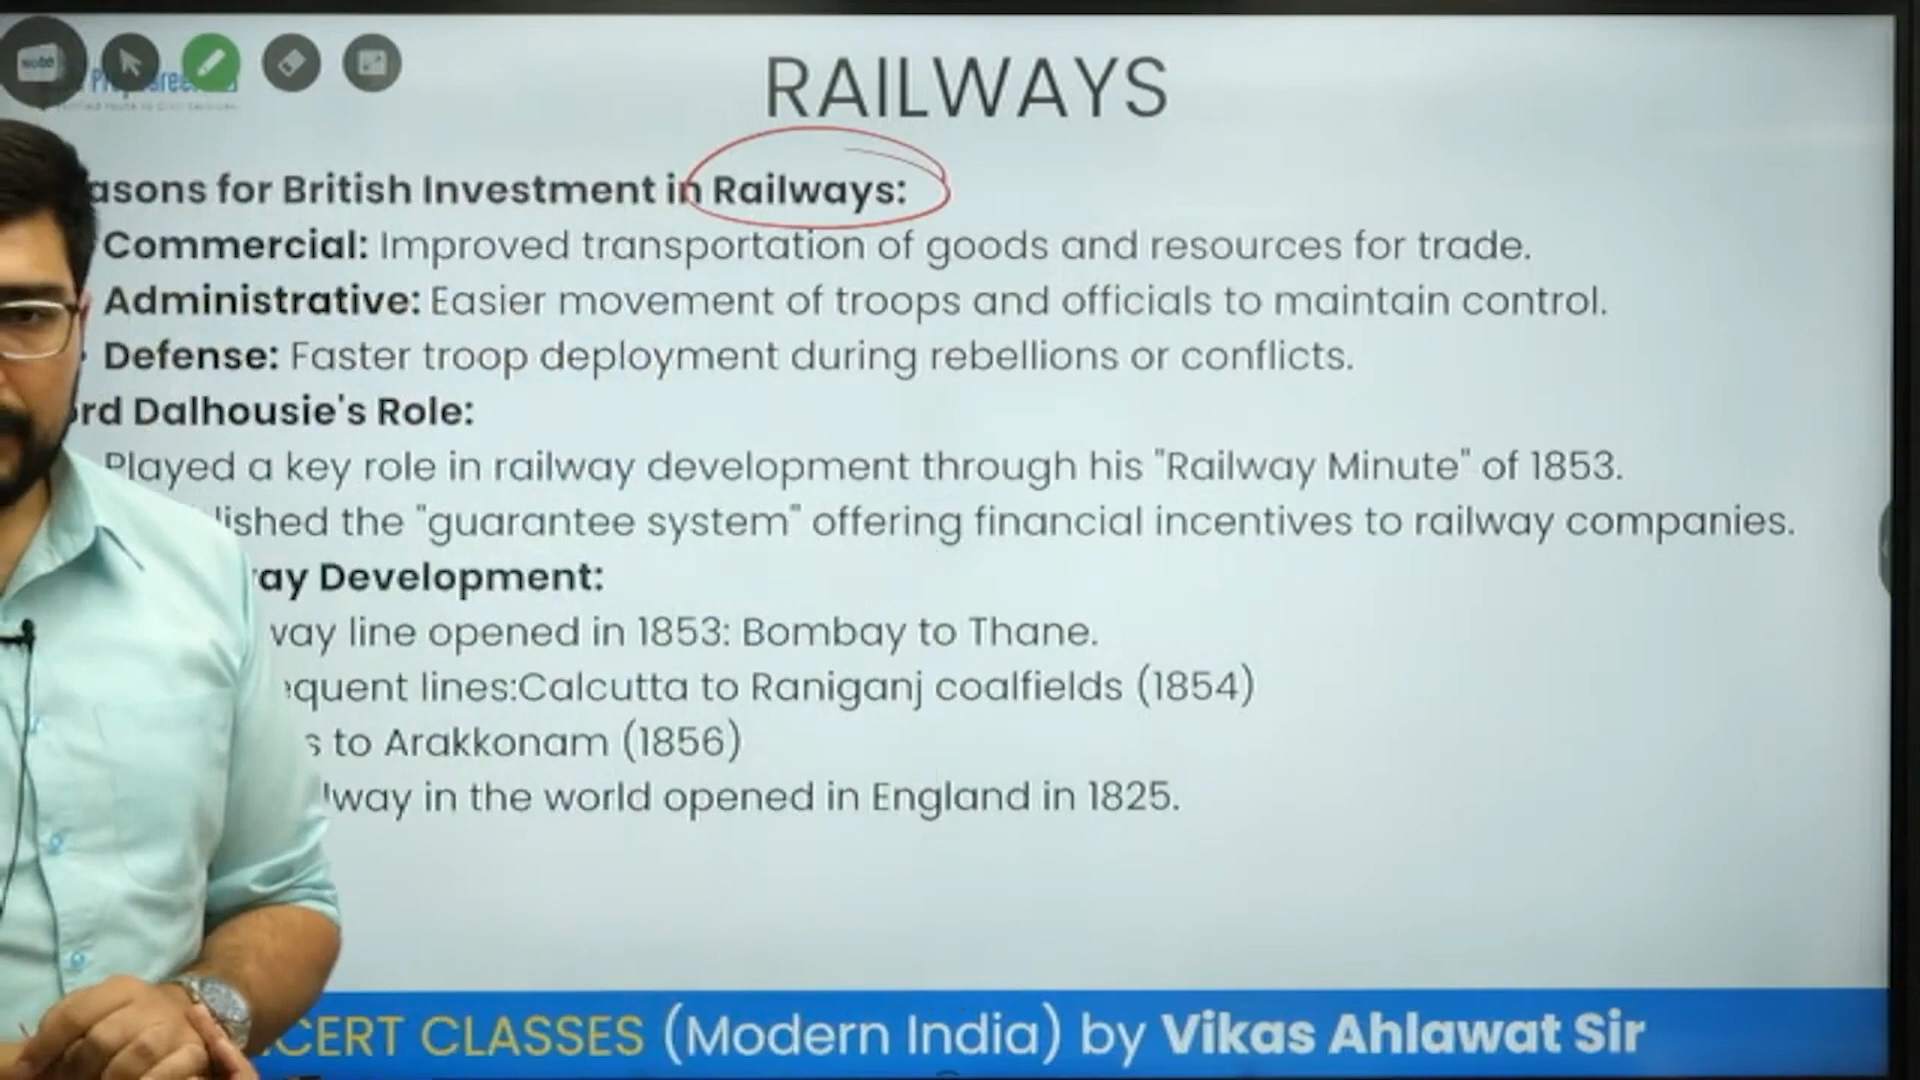 RAILWAYS
in Railways:
asons for British Investment in Railways:
Commercial: Improved transportation of goods and resources for trade.
Administrative: Easier movement of troops and officials to maintain control.
Defense: Faster troop deployment during rebellions or conflicts.
rd Dalhousie's Role:
Played a key role in railway development through his "Railway Minute" of 1853.
lished the "guarantee system" offering financial incentives to railway companies.
ay Development:
way line opened in 1853: Bombay to Thane.
equent lines:Calcutta to Raniganj coalfields (1854)
s to Arakkonam (1856)
lway in the world opened in England in 1825.
CERT CLASSES (Modern India) by Vikas Ahlawat Sir